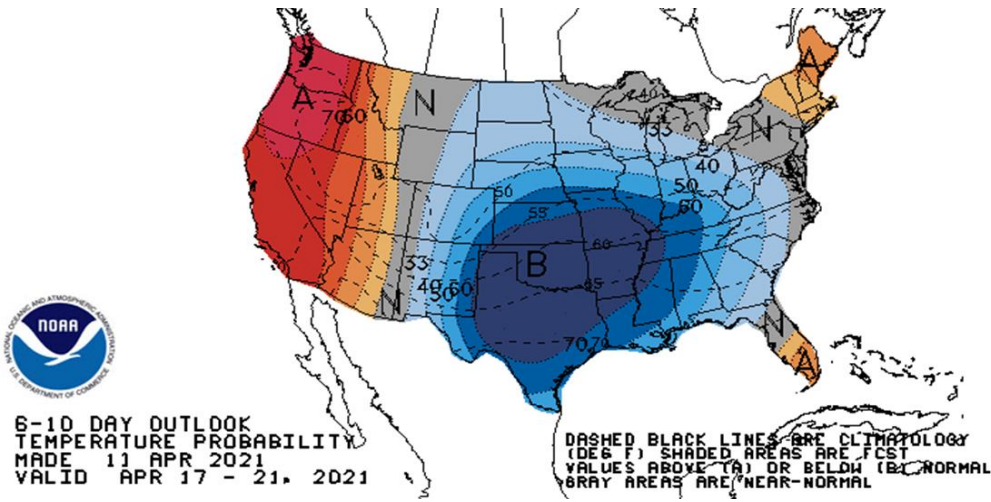 A
70
60
N
40
33
33
40
50
60
A
N
50
55
60
65
B
33
40
50
60
N
70
70
N
A
NATIONAL OCEANIC AND ATMOSPHERIC ADMINISTRATION
NOAA
U.S. DEPARTMENT OF COMMERCE
6-10 DAY OUTLOOK
TEMPERATURE PROBABILITY
MADE 11 APR 2021
VALID APR 17 - 21, 2021
DASHED BLACK LINES ARE CLIMATOLOGY
(DEG F) SHADED AREAS ARE FCST
VALUES ABOVE (A) OR BELOW (B) NORMAL
GRAY AREAS ARE NEAR-NORMAL